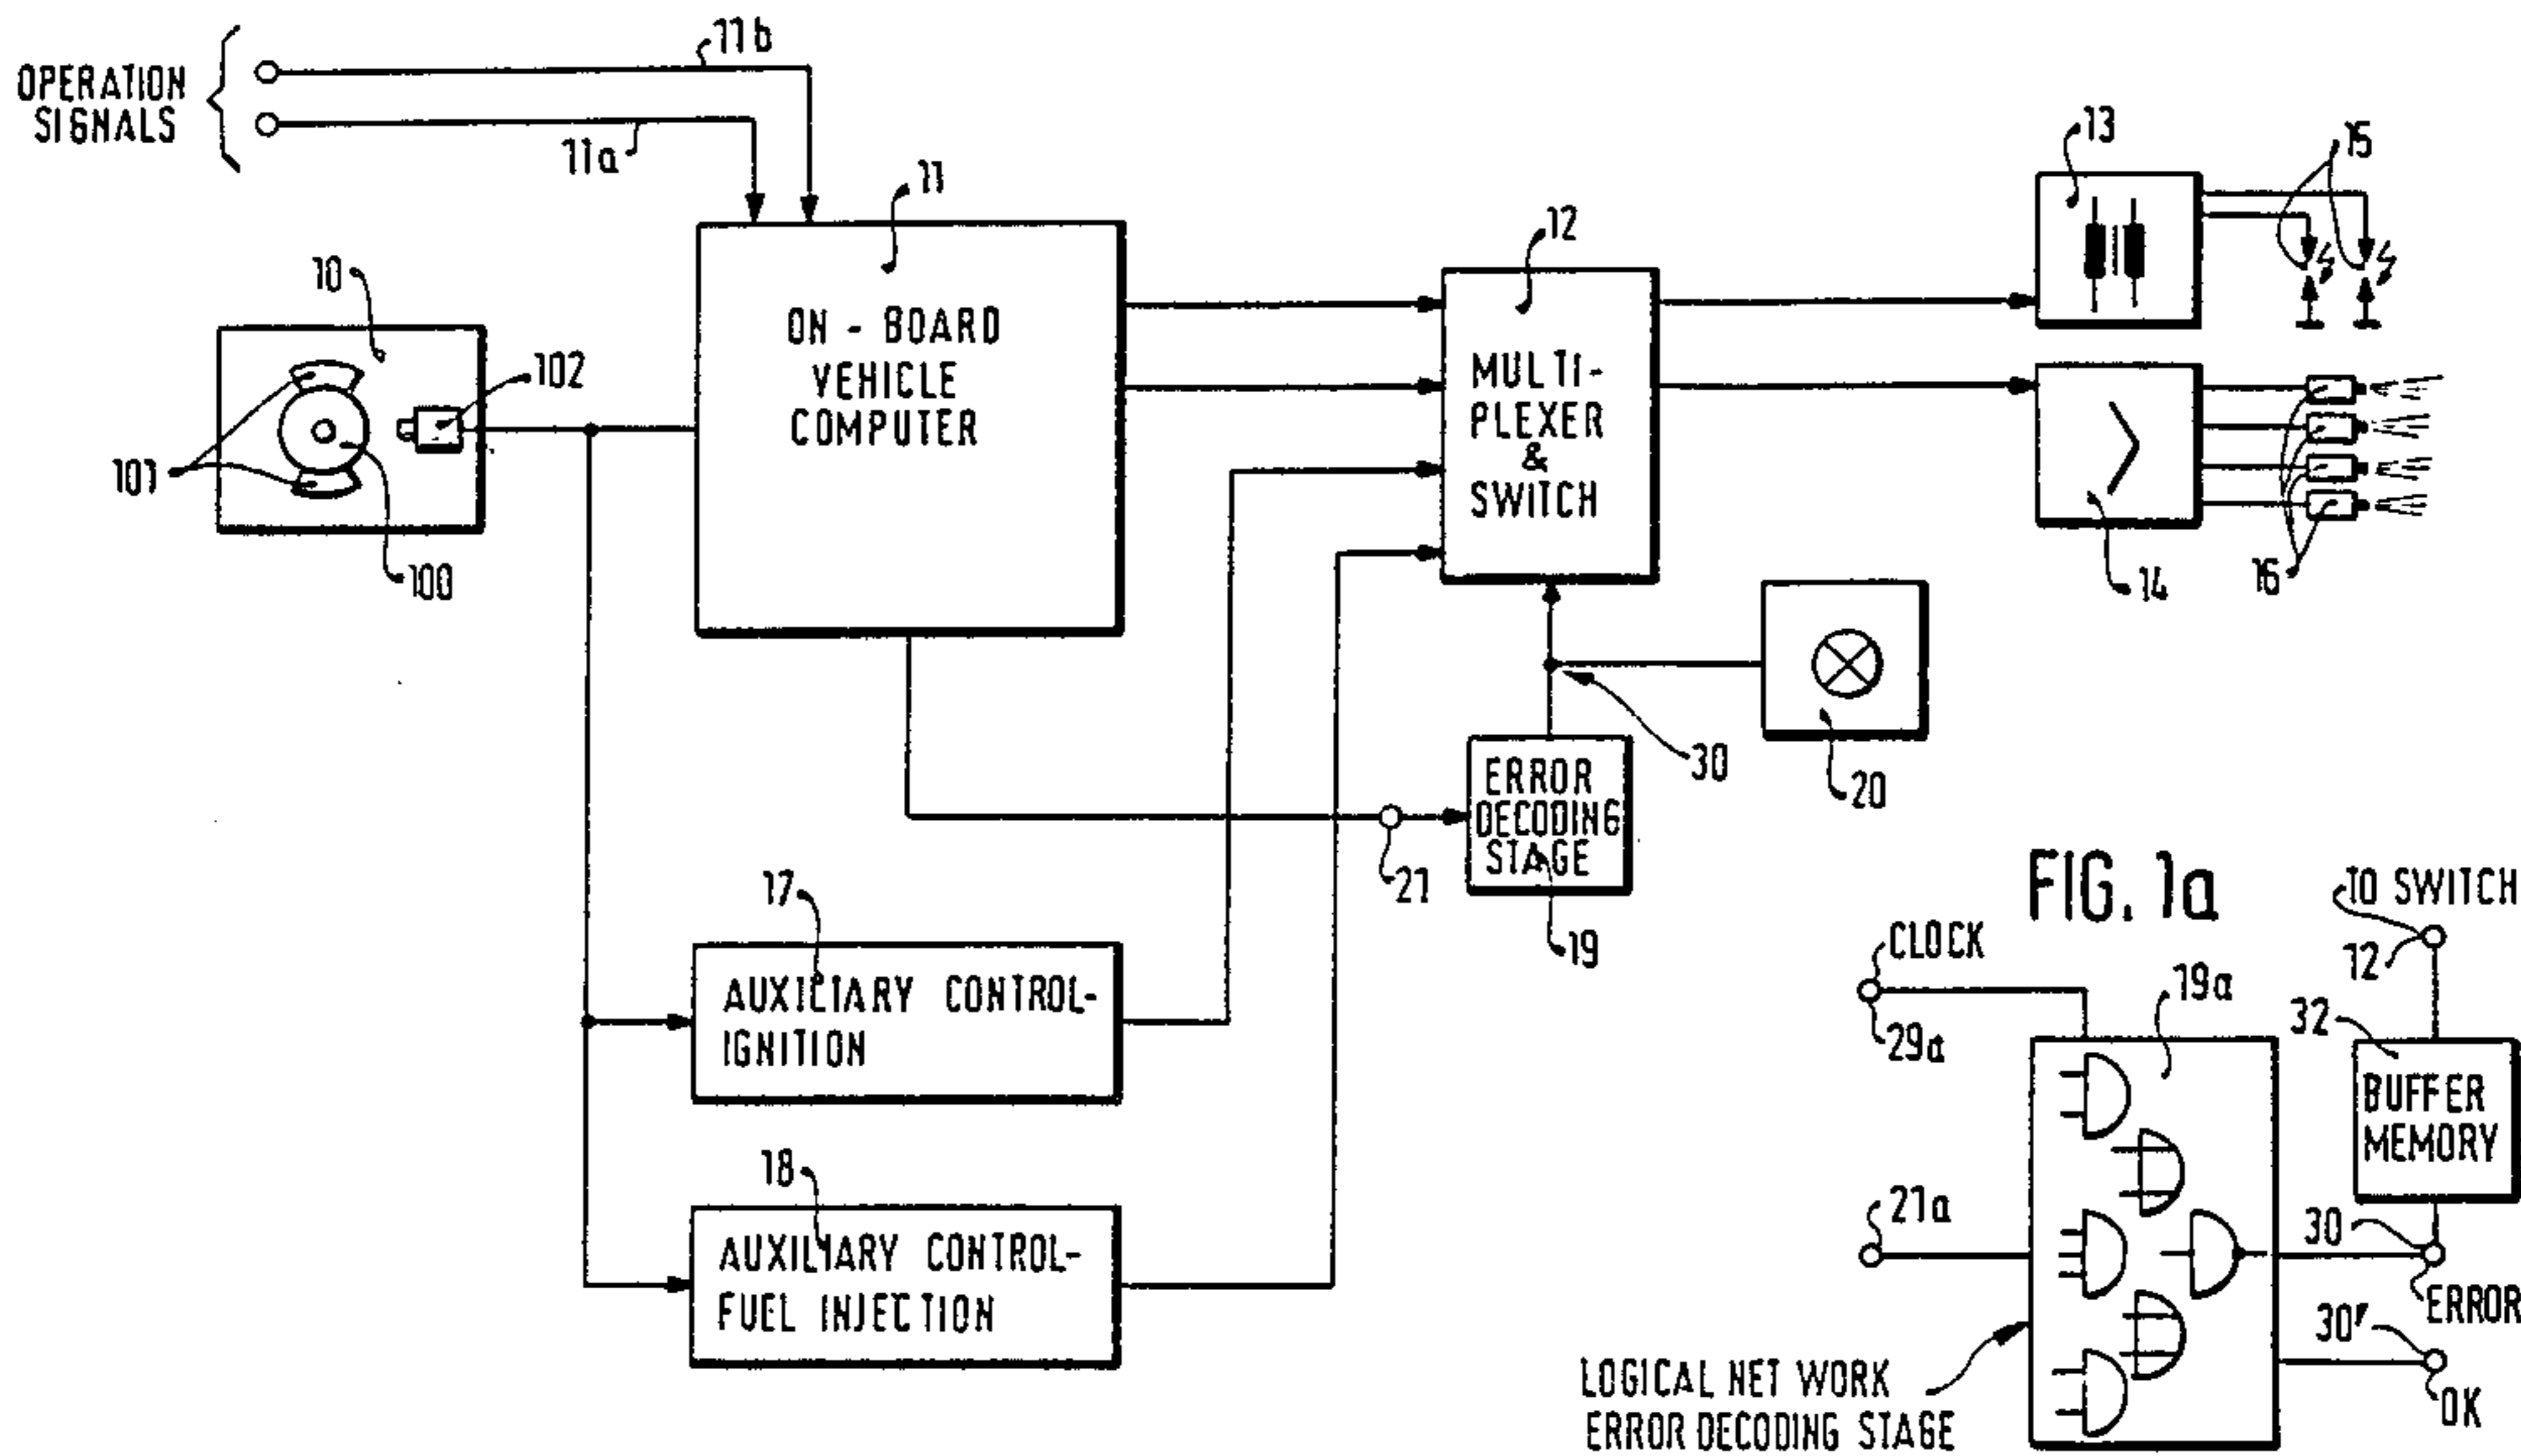 OPERATION
SIGNALS
11b
11a
11
10
102
101
100
ON - BOARD
VEHICLE
COMPUTER
12
MULTI-
PLEXER
&
SWITCH
13
15
14
16
30
20
ERROR
DECODING
STAGE
21
19
17
AUXILIARY CONTROL-
IGNITION
18
AUXILIARY CONTROL-
FUEL INJECTION
FIG. 1a
TO SWITCH
12
CLOCK
29a
19a
32
BUFFER
MEMORY
21a
30
ERROR
30'
OK
LOGICAL NET WORK
ERROR DECODING STAGE